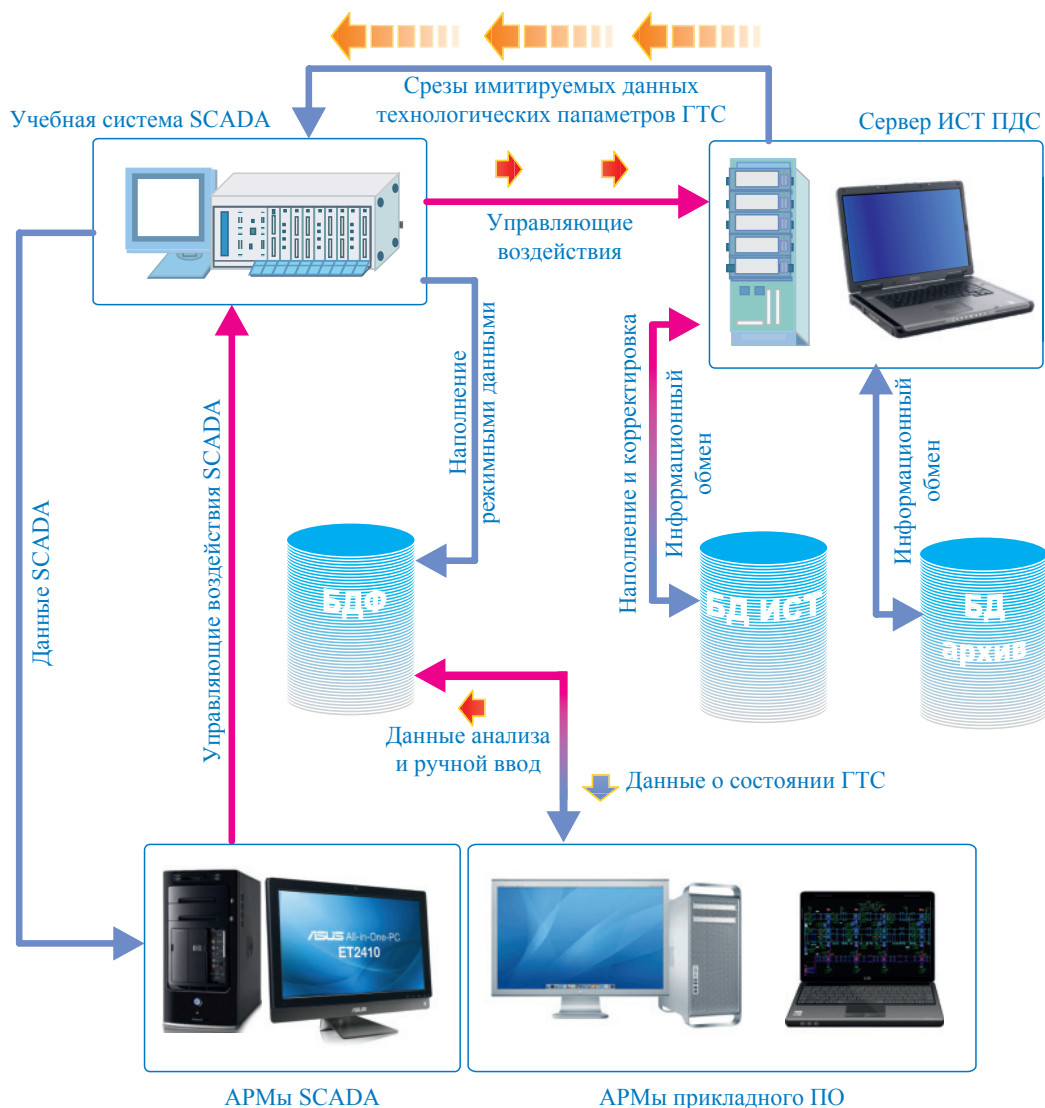 Срезы имитируемых данных
технологических папаметров ГТС
Учебная система SCADA
Сервер ИСТ ПДС
Управляющие
воздействия
Наполнение
режимными данными
Наполнение и корректировка
Информационный
обмен
Информационный
обмен
Данные SCADA
Управляющие воздействия SCADA
БДФ
БД ИСТ
БД
архив
Данные анализа
и ручной ввод
Данные о состоянии ГТС
ASUS All-in-One-PC
ET2410
ASUS
АРМы SCADA
АРМы прикладного ПО